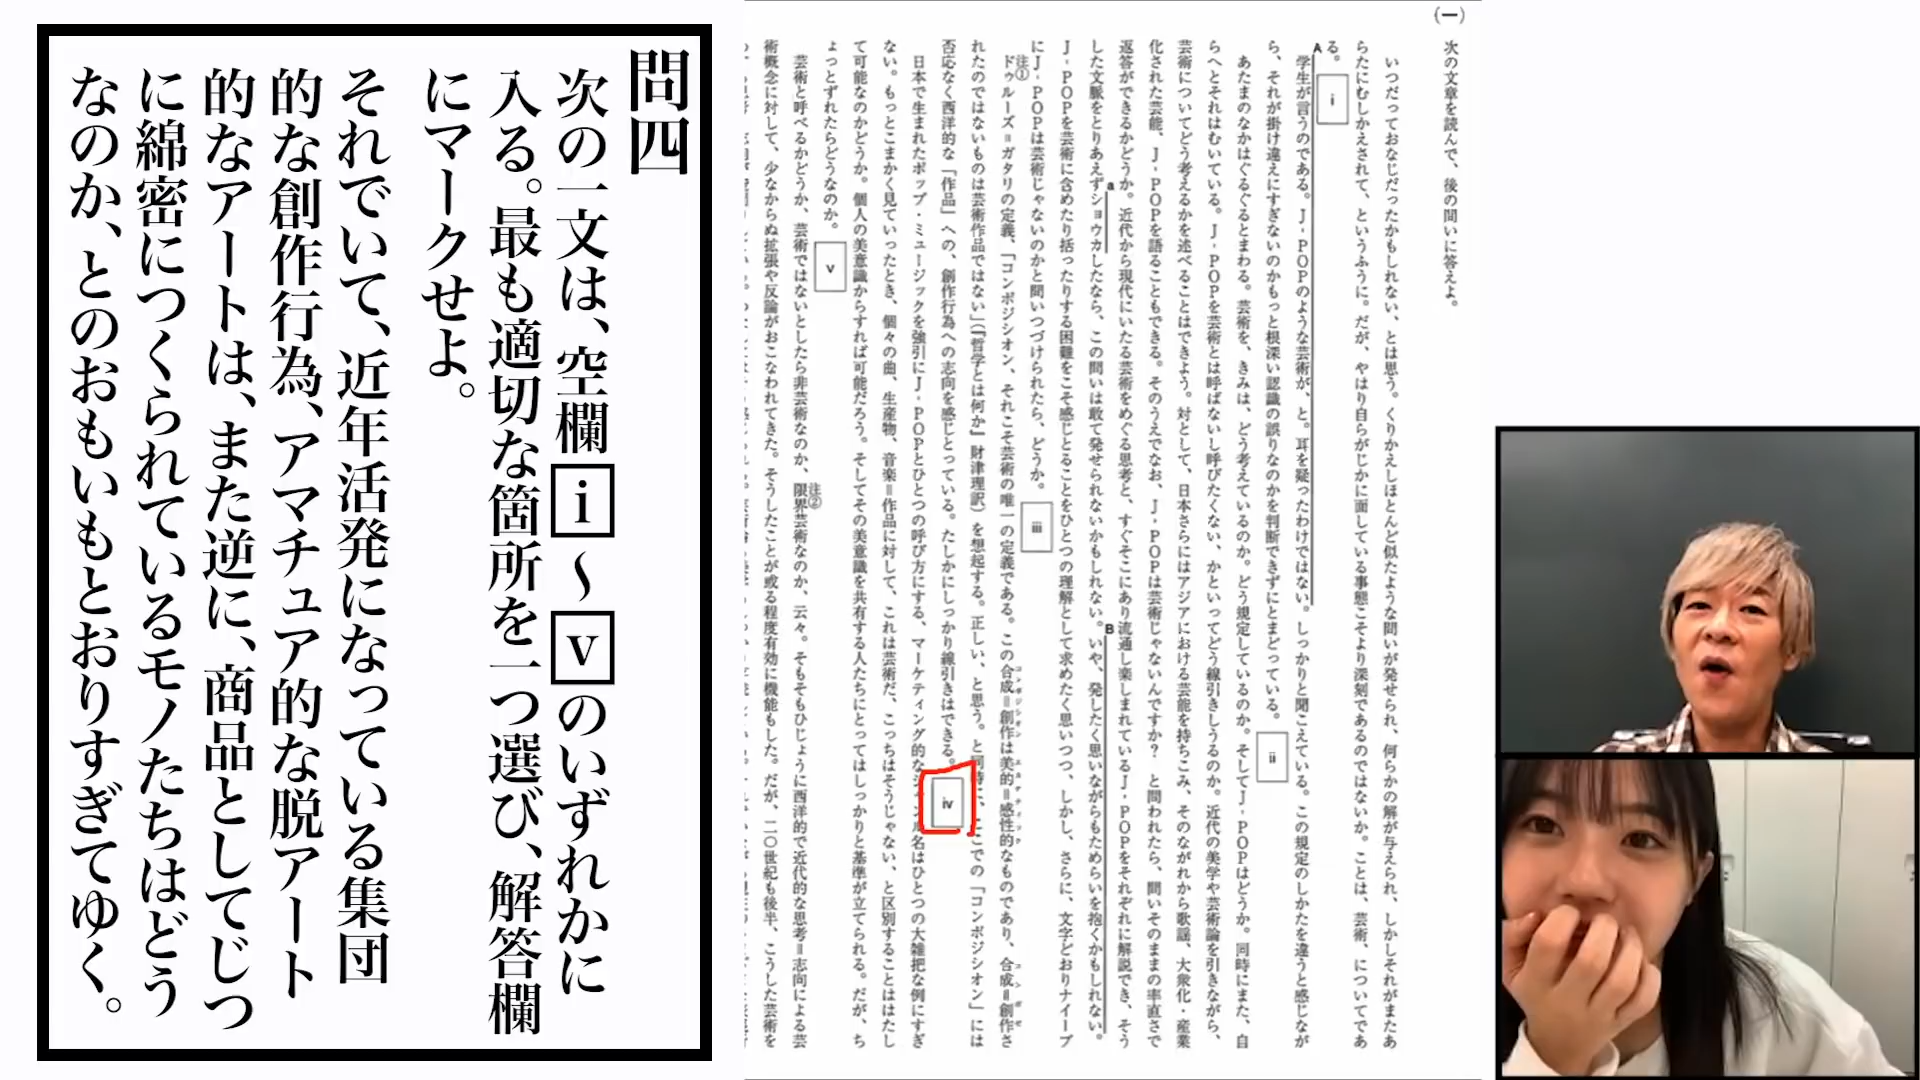 問四
次の一文は、空欄 i ～ v のいずれかに
入る。最も適切な箇所を一つ選び、解答欄
にマークせよ。
それでいて、近年活発になっている集団
的な創作行為、アマチュア的な脱アート
的なアートは、また逆に、商品としてじつ
に綿密につくられているモノたちはどう
なのか、とのおもいもとおりすぎてゆく。
(一)
次の文章を読んで、後の問いに答えよ。
いつだっておなじだったかもしれない、とは思う。くりかえしほとんど似たような問いが発せられ、何らかの解が与えられ、しかしそれがまたあ
らたにむしかえされて、というふうに。だが、やはり自らがじかに面している事態こそより深刻であるのではないか。ことは、芸術、についてであ
る。 i
A 学生が言うのである。J・POPのような芸術が、と。耳を疑ったわけではない。しっかりと聞こえている。この規定のしかたを違うと感じなが
ら、それが掛け違えにすぎないのかもっと根深い認識の誤りなのかを判断できずにとまどっている。 ii
あたまのなかはぐるぐるとまわる。芸術を、きみは、どう考えているのか。どう規定しているのか。そしてJ・POPはどうか。同時にまた、自
らへとそれはむいている。J・POPを芸術とは呼ばないし呼びたくない、かといってどう線引きしうるのか。近代の美学や芸術論を引きながら、
芸術についてどう考えるかを述べることはできよう。対として、日本さらにはアジアにおける芸能を持ちこみ、そのながれから歌謡、大衆化・産業
化された芸能、J・POPを語ることもできる。そのうえでなお、J・POPは芸術じゃないんですか？ と問われたら、問いそのままの率直さで
返答ができるかどうか。近代から現代にいたる芸術をめぐる思考と、すぐそこにあり流通し楽しまれているJ・POPをそれぞれに解説でき、そう
した文脈をとりあえずaショウカしたなら、この問いは敢て発せられないかもしれない。Bいや、発したく思いながらもためらいを抱くかもしれない。
J・POPを芸術に含めたり括ったりする困難をこそ感じとることをひとつの理解として求めたく思いつつ、しかし、さらに、文字どおりナイーブ
にJ・POPは芸術じゃないのかと問いつづけられたら、どうか。 iii
注① ドゥルーズ＝ガタリの定義、「コンポジション、それこそ芸術の唯一の定義である。この合成＝創作は美的＝感性的なものであり、合成＝創作さ
れたのではないものは芸術作品ではない」（『哲学とは何か』財津理訳）を想起する。正しい、と思う。と同時に、ここでの「コンポジション」には
否応なく西洋的な「作品」への、創作行為への志向を感じとっている。たしかにしっかり線引きはできる。 iv
日本で生まれたポップ・ミュージックを強引にJ・POPとひとつの呼び方にする、マーケティング的なジャンル名はひとつの大雑把な例にすぎ
ない。もっとこまかく見ていったとき、個々の曲、生産物、音楽＝作品に対して、これは芸術だ、こっちはそうじゃない、と区別することははたし
て可能なのかどうか。個人の美意識からすれば可能だろう。そしてその美意識を共有する人たちにとってはしっかりと基準が立てられる。だが、ち
ょっとずれたらどうなのか。 v
芸術と呼べるかどうか、芸術ではないとしたら非芸術なのか、注②限界芸術なのか、云々。そもそもひじょうに西洋的で近代的な思考＝志向による芸
術概念に対して、少なからぬ拡張や反論がおこなわれてきた。そうしたことが或る程度有効に機能もした。だが、二〇世紀も後半、こうした芸術を